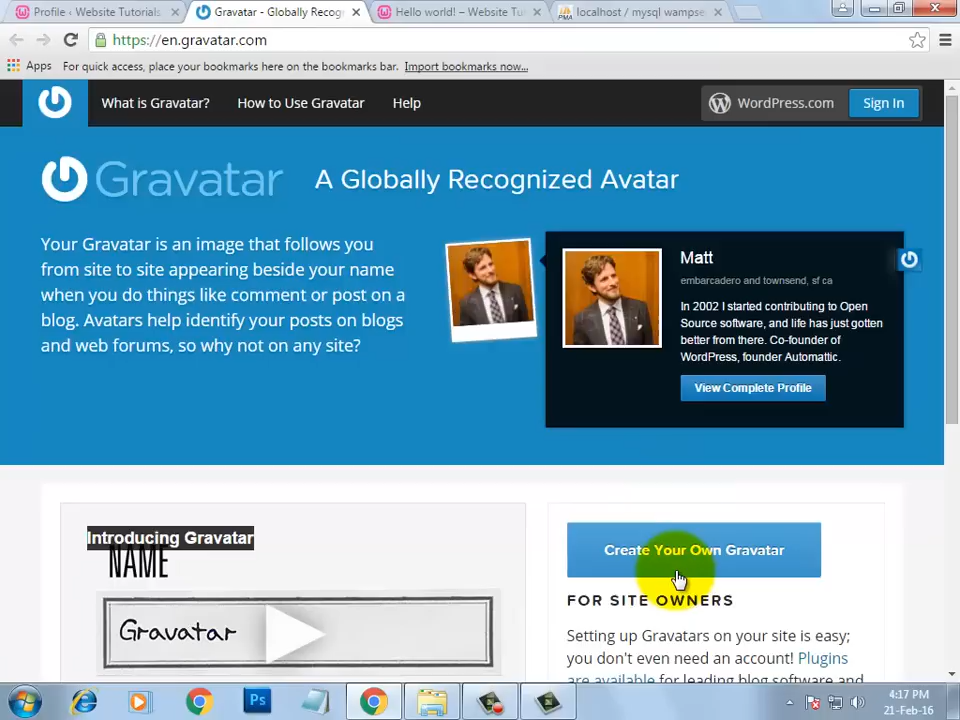 Profile ‹ Website Tutorials
Gravatar - Globally Recog
Hello world! – Website Tu
localhost / mysql wampse
https://en.gravatar.com
Apps
For quick access, place your bookmarks here on the bookmarks bar.
Import bookmarks now...
What is Gravatar?
How to Use Gravatar
Help
WordPress.com
Sign In
Gravatar
A Globally Recognized Avatar
Your Gravatar is an image that follows you
from site to site appearing beside your name
when you do things like comment or post on a
blog. Avatars help identify your posts on blogs
and web forums, so why not on any site?
Matt
embarcadero and townsend, sf ca
In 2002 I started contributing to Open
Source software, and life has just gotten
better from there. Co-founder of
WordPress, founder Automattic.
View Complete Profile
Introducing Gravatar
NAME
Gravatar
Create Your Own Gravatar
FOR SITE OWNERS
Setting up Gravatars on your site is easy;
you don't even need an account! Plugins
are available for leading blog software and
Ps
4:17 PM
21-Feb-16